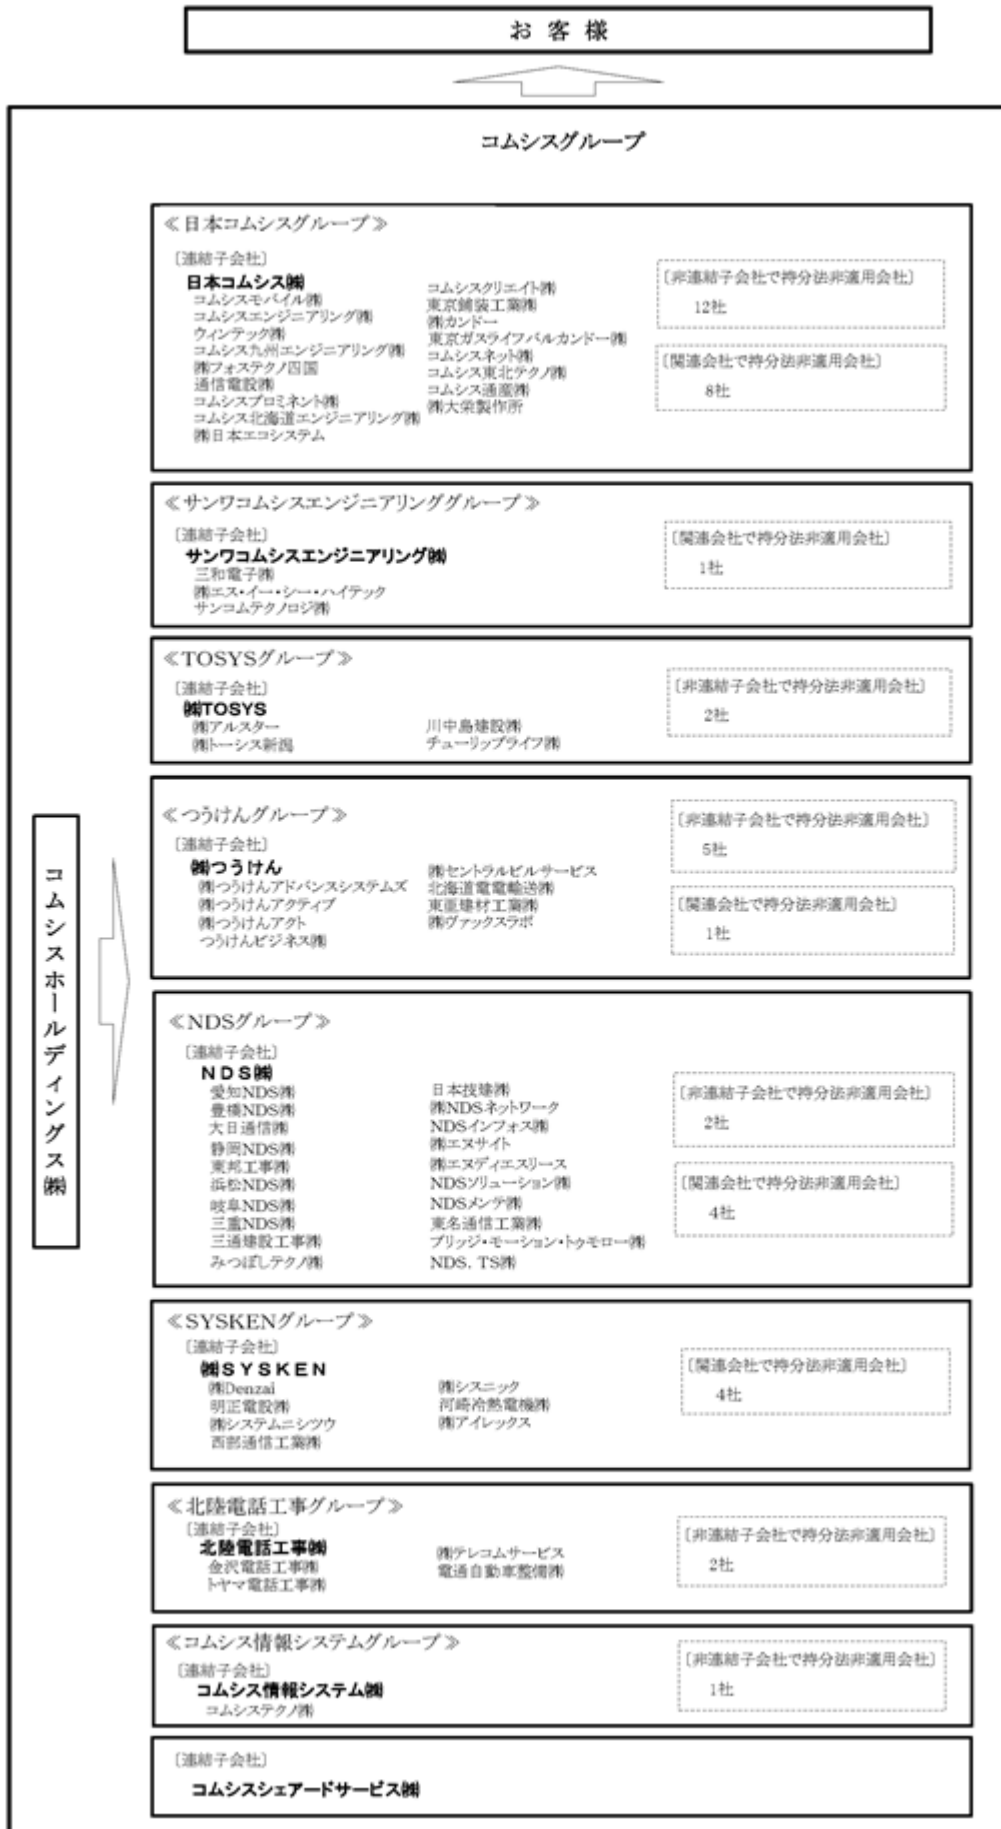 お 客 様
コムシスグループ
コムシスホールディングス㈱
≪日本コムシスグループ≫
〔連結子会社〕
日本コムシス㈱
コムシスモバイル㈱
コムシスエンジニアリング㈱
ウィンテック㈱
コムシス九州エンジニアリング㈱
㈱フォステクノ四国
通信電設㈱
コムシスプロミネント㈱
コムシス北海道エンジニアリング㈱
㈱日本エコシステム
コムシスクリエイト㈱
東京舗装工業㈱
㈱カンドー
東京ガスライフバルカンドー㈱
コムシスネット㈱
コムシス東北テクノ㈱
コムシス通産㈱
㈱大栄製作所
〔非連結子会社で持分法非適用会社〕
12社
〔関連会社で持分法非適用会社〕
8社
≪サンワコムシスエンジニアリンググループ≫
〔連結子会社〕
サンワコムシスエンジニアリング㈱
三和電子㈱
㈱エス・イー・シー・ハイテック
サンコムテクノロジ㈱
〔関連会社で持分法非適用会社〕
1社
≪TOSYSグループ≫
〔連結子会社〕
㈱TOSYS
㈱アルスター
㈱トーシス新潟
川中島建設㈱
チューリップライフ㈱
〔非連結子会社で持分法非適用会社〕
2社
≪つうけんグループ≫
〔連結子会社〕
㈱つうけん
㈱つうけんアドバンスシステムズ
㈱つうけんアクティブ
㈱つうけんアクト
つうけんビジネス㈱
㈱セントラルビルサービス
北海道電電輸送㈱
東亜建材工業㈱
㈱ヴァックスラボ
〔非連結子会社で持分法非適用会社〕
5社
〔関連会社で持分法非適用会社〕
1社
≪NDSグループ≫
〔連結子会社〕
NDS㈱
愛知NDS㈱
豊橋NDS㈱
大日通信㈱
静岡NDS㈱
東邦工事㈱
浜松NDS㈱
岐阜NDS㈱
三重NDS㈱
三通建設工事㈱
みつぼしテクノ㈱
日本技建㈱
㈱NDSネットワーク
NDSインフォス㈱
㈱エヌサイト
㈱エヌディエスリース
NDSソリューション㈱
NDSメンテ㈱
東名通信工業㈱
ブリッジ・モーション・トゥモロー㈱
NDS．TS㈱
〔非連結子会社で持分法非適用会社〕
2社
〔関連会社で持分法非適用会社〕
4社
≪SYSKENグループ≫
〔連結子会社〕
㈱SYSKEN
㈱Denzai
明正電設㈱
㈱システムニシツウ
西部通信工業㈱
㈱シスニック
河崎冷熱電機㈱
㈱アイレックス
〔関連会社で持分法非適用会社〕
4社
≪北陸電話工事グループ≫
〔連結子会社〕
北陸電話工事㈱
金沢電話工事㈱
トヤマ電話工事㈱
㈱テレコムサービス
電通自動車整備㈱
〔非連結子会社で持分法非適用会社〕
2社
≪コムシス情報システムグループ≫
〔連結子会社〕
コムシス情報システム㈱
コムシステクノ㈱
〔非連結子会社で持分法非適用会社〕
1社
〔連結子会社〕
コムシスシェアードサービス㈱